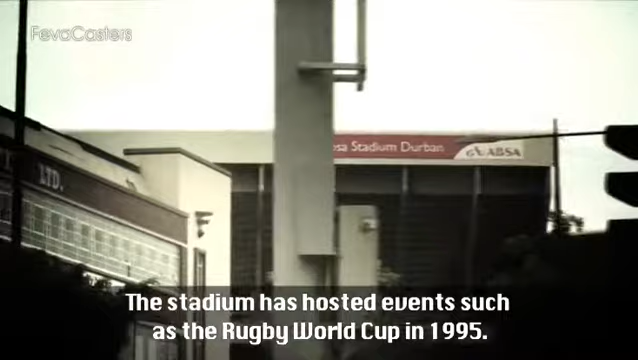 FevaCasters
LTD.
sa Stadium Durban
ABSA
The stadium has hosted events such
as the Rugby World Cup in 1995.